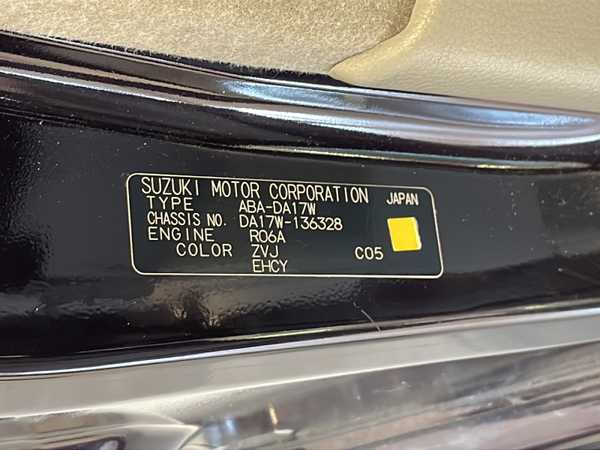 SUZUKI MOTOR CORPORATION JAPAN
TYPE ABA-DA17W
CHASSIS NO. DA17W-136328
ENGINE R06A
COLOR ZVJ C05
EHCY